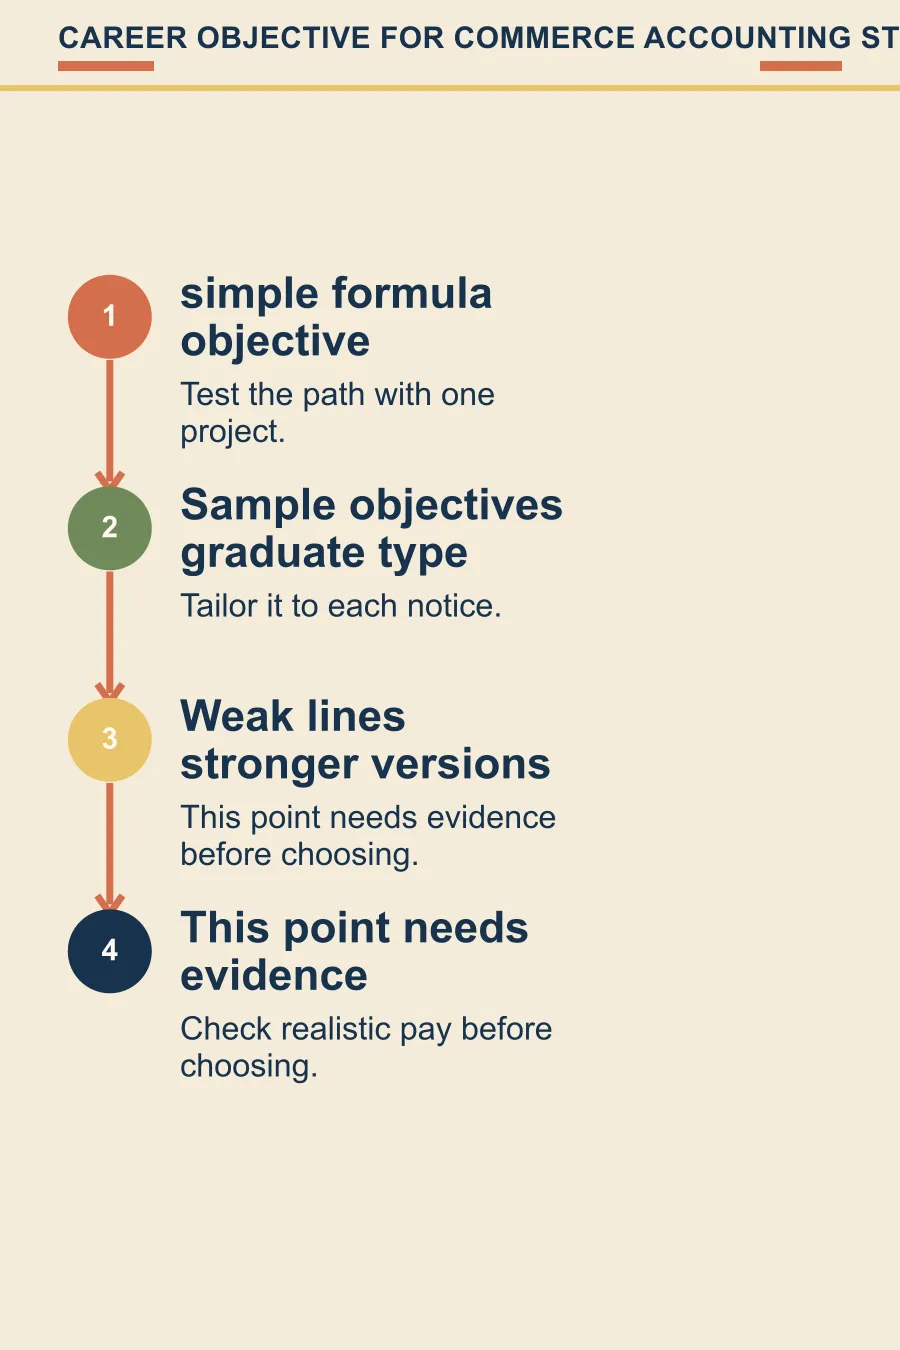 CAREER OBJECTIVE FOR COMMERCE ACCOUNTING ST
1
simple formula
objective
Test the path with one
project.
2
Sample objectives
graduate type
Tailor it to each notice.
3
Weak lines
stronger versions
This point needs evidence
before choosing.
4
This point needs
evidence
Check realistic pay before
choosing.